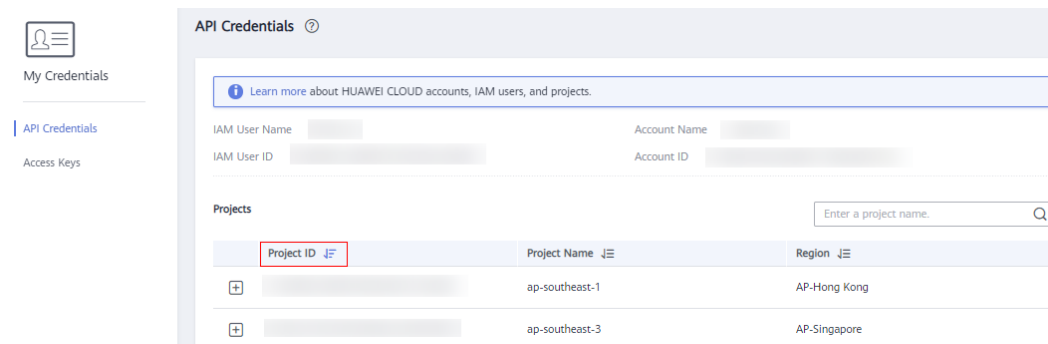 API Credentials
My Credentials
Learn more about HUAWEI CLOUD accounts, IAM users, and projects.
API Credentials
IAM User Name
Account Name
Access Keys
IAM User ID
Account ID
Projects
Enter a project name.
Project ID
Project Name
Region
ap-southeast-1
AP-Hong Kong
ap-southeast-3
AP-Singapore